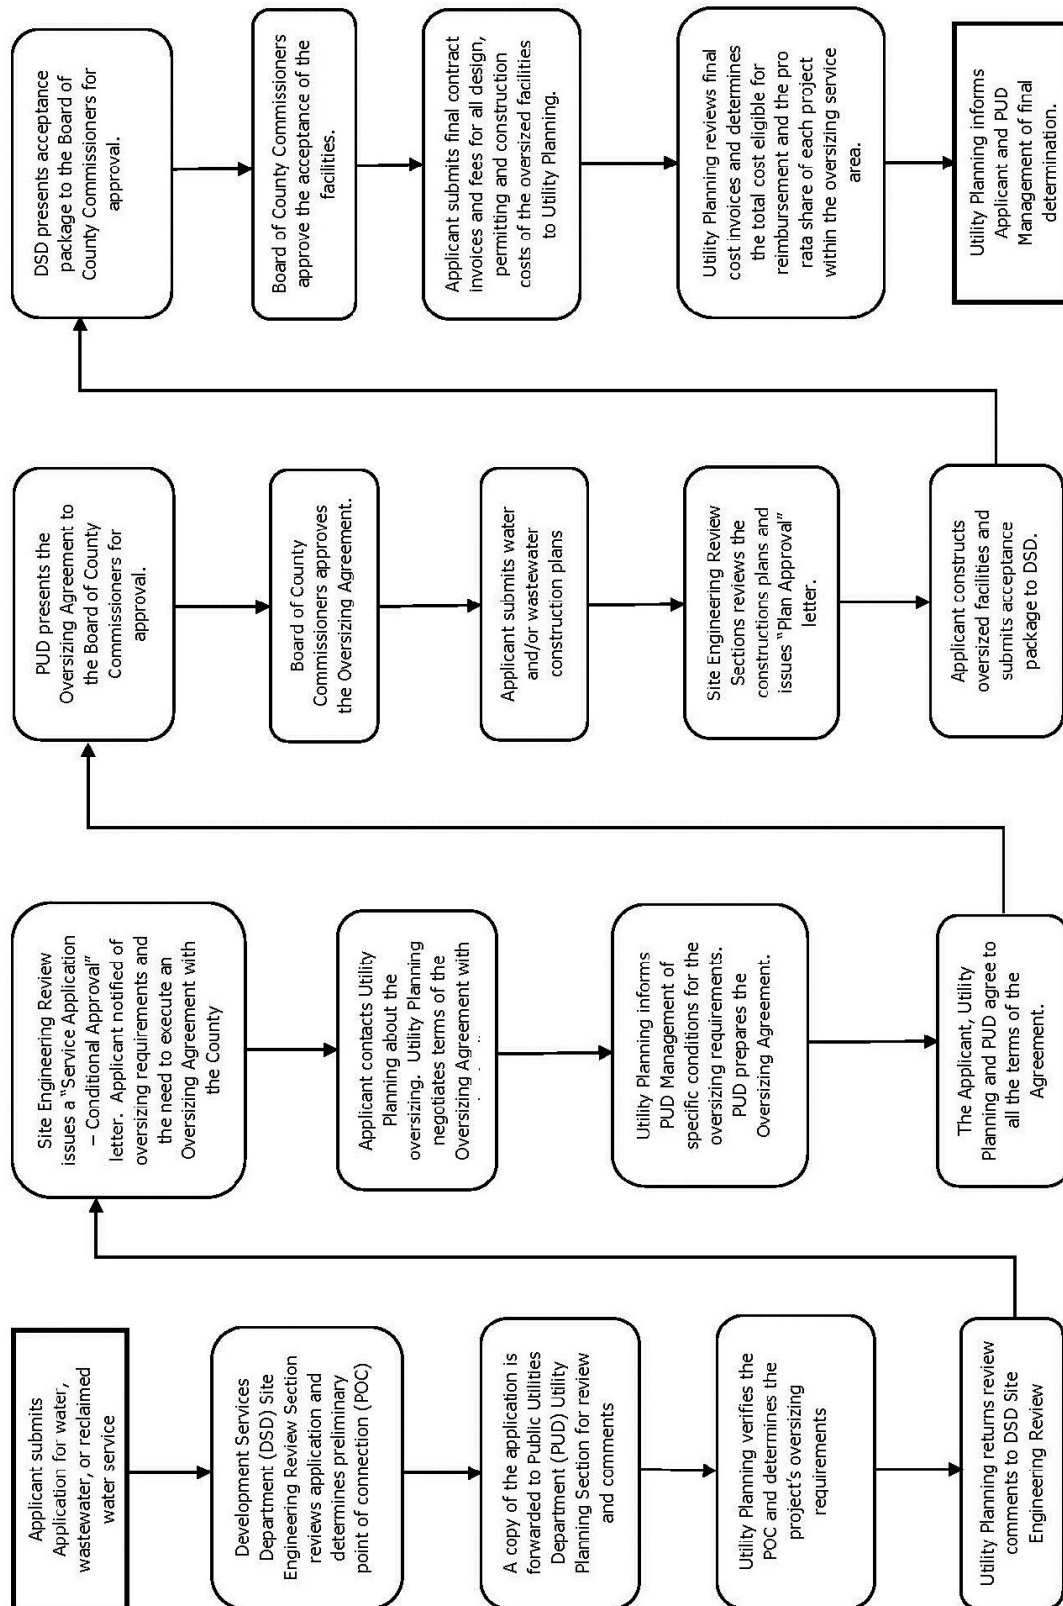 Applicant submits
Application for water,
wastewater, or reclaimed
water service
Development Services
Department (DSD) Site
Engineering Review Section
reviews application and
determines preliminary
point of connection (POC)
A copy of the application is
forwarded to Public Utilities
Department (PUD) Utility
Planning Section for review
and comments
Utility Planning verifies the
POC and determines the
project's oversizing
requirements
Utility Planning returns review
comments to DSD Site
Engineering Review
Site Engineering Review
issues a "Service Application
– Conditional Approval"
letter. Applicant notified of
oversizing requirements and
the need to execute an
Oversizing Agreement with
the County
Applicant contacts Utility
Planning about the
oversizing. Utility Planning
negotiates terms of the
Oversizing Agreement with
Utility Planning informs
PUD Management of
specific conditions for the
oversizing requirements.
PUD prepares the
Oversizing Agreement.
The Applicant, Utility
Planning and PUD agree to
all the terms of the
Agreement.
PUD presents the
Oversizing Agreement to
the Board of County
Commissioners for
approval.
Board of County
Commissioners approves
the Oversizing Agreement.
Applicant submits water
and/or wastewater
construction plans
Site Engineering Review
Sections reviews the
constructions plans and
issues "Plan Approval"
letter.
Applicant constructs
oversized facilities and
submits acceptance
package to DSD.
DSD presents acceptance
package to the Board of
County Commissioners for
approval.
Board of County Commissioners
approve the acceptance of the
facilities.
Applicant submits final contract
invoices and fees for all design,
permitting and construction
costs of the oversized facilities
to Utility Planning.
Utility Planning reviews final
cost invoices and determines
the total cost eligible for
reimbursement and the pro
rata share of each project
within the oversizing service
area.
Utility Planning informs
Applicant and PUD
Management of final
determination.